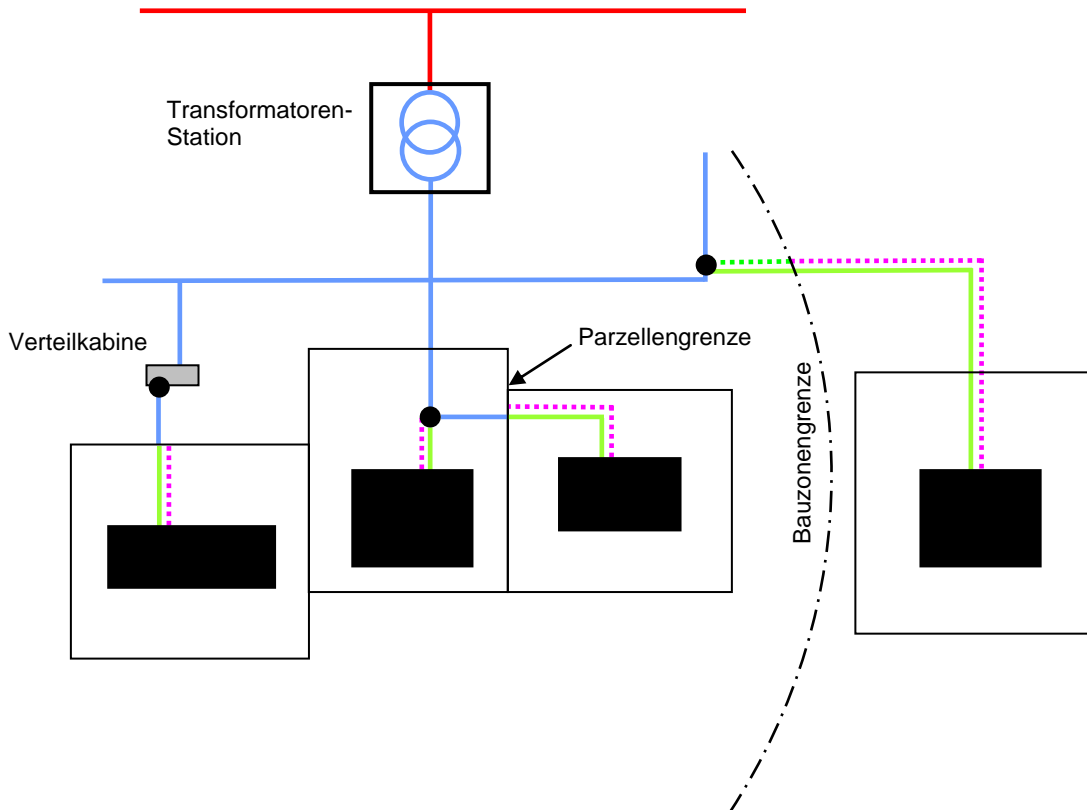 Transformatoren-
Station
Verteilkabine
Parzellengrenze
Bauzonengrenze